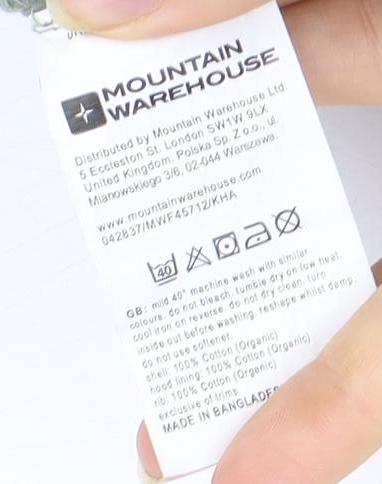 MOUNTAIN
WAREHOUSE
Distributed by Mountain Warehouse Ltd.
5 Eccleston St. London SW1W 9LX
United Kingdom. Polska Sp. Z o.o., ul.
Mianowskiego 3/6, 02-044 Warszawa.
www.mountainwarehouse.com
042837/MWF45712/KHA
40
GB: mild 40° machine wash with similar
colours. do not bleach. tumble dry on low heat.
cool iron on reverse. do not dry clean. turn
inside out before washing. reshape whilst damp.
do not use softener.
shell: 100% Cotton (Organic)
hood lining: 100% Cotton (Organic)
rib: 100% Cotton (Organic)
exclusive of trims
MADE IN BANGLADES